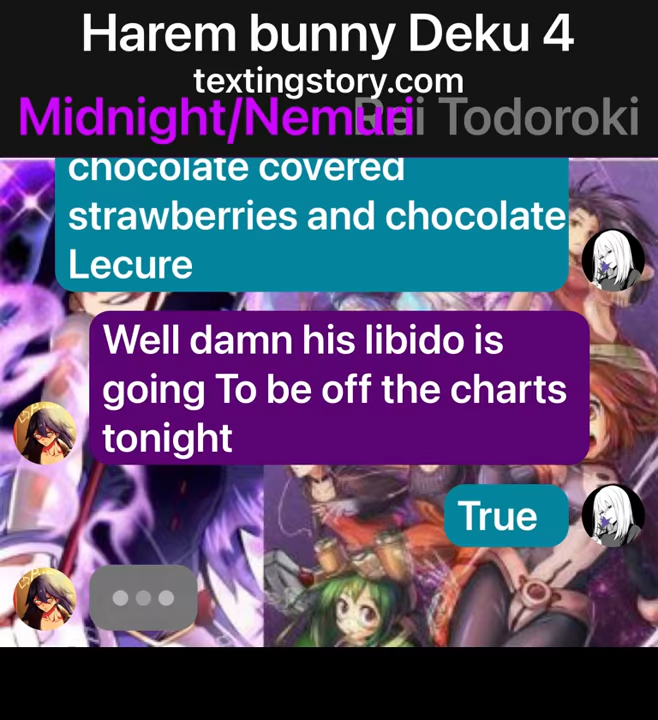 Harem bunny Deku 4
textingstory.com
Midnight/Nemuri Rei Todoroki
chocolate covered
strawberries and chocolate
Lecure
Well damn his libido is
going To be off the charts
tonight
True